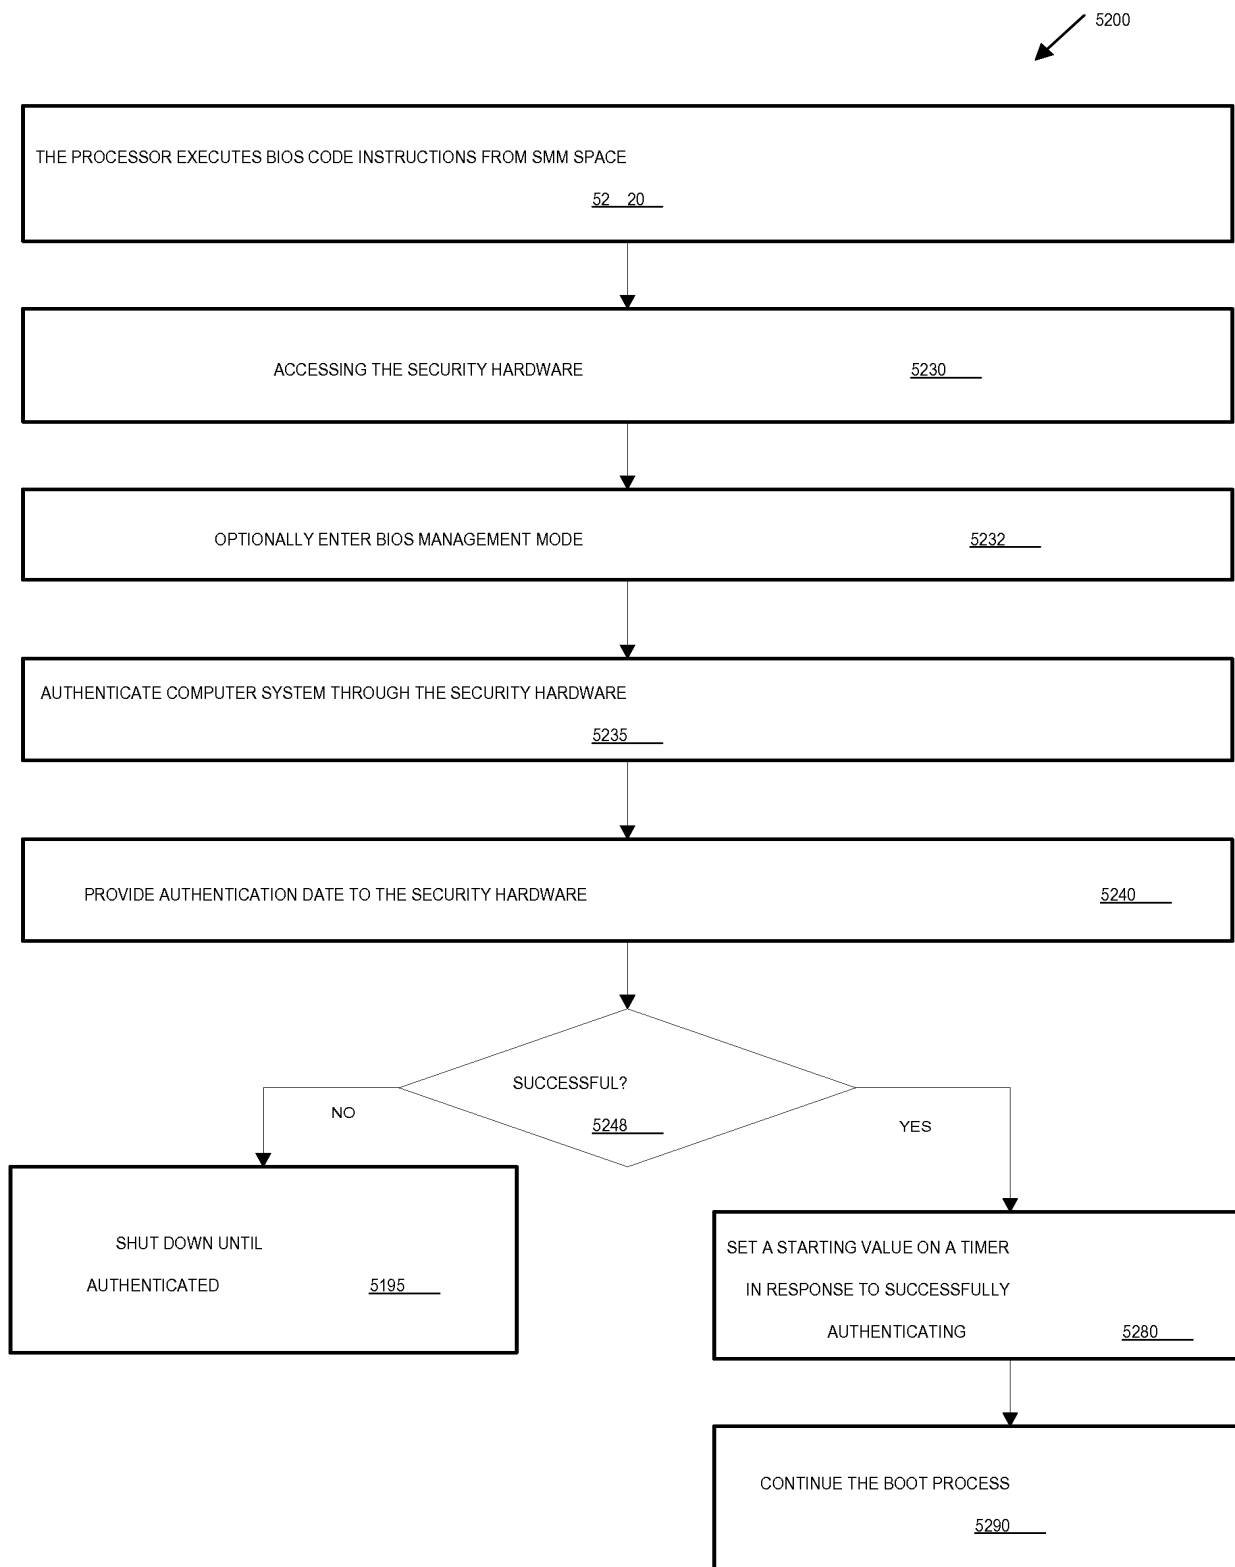 5200
THE PROCESSOR EXECUTES BIOS CODE INSTRUCTIONS FROM SMM SPACE
52 20
ACCESSING THE SECURITY HARDWARE 5230
OPTIONALLY ENTER BIOS MANAGEMENT MODE 5232
AUTHENTICATE COMPUTER SYSTEM THROUGH THE SECURITY HARDWARE
5235
PROVIDE AUTHENTICATION DATE TO THE SECURITY HARDWARE 5240
SUCCESSFUL?
5248
NO
YES
SHUT DOWN UNTIL
AUTHENTICATED 5195
SET A STARTING VALUE ON A TIMER
IN RESPONSE TO SUCCESSFULLY
AUTHENTICATING 5280
CONTINUE THE BOOT PROCESS
5290